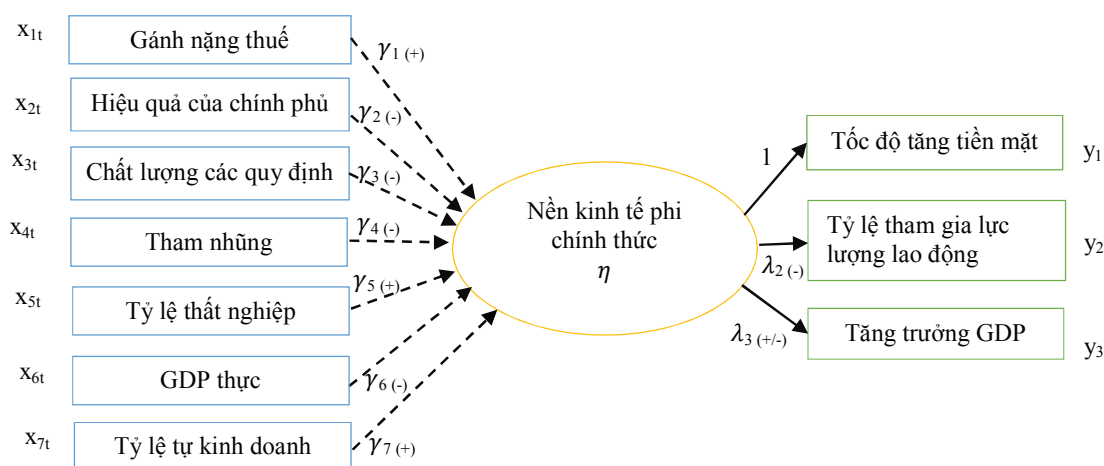 x1t
Gánh nặng thuế
γ1 (+)
x2t
Hiệu quả của chính phủ
γ2 (-)
x3t
Chất lượng các quy định
γ3 (-)
x4t
Tham nhũng
γ4 (-)
x5t
Tỷ lệ thất nghiệp
γ5 (+)
x6t
GDP thực
γ6 (-)
x7t
Tỷ lệ tự kinh doanh
γ7 (+)
Nền kinh tế phi
chính thức
η
1
Tốc độ tăng tiền mặt
y1
λ2 (-)
Tỷ lệ tham gia lực
lượng lao động
y2
λ3 (+/-)
Tăng trưởng GDP
y3